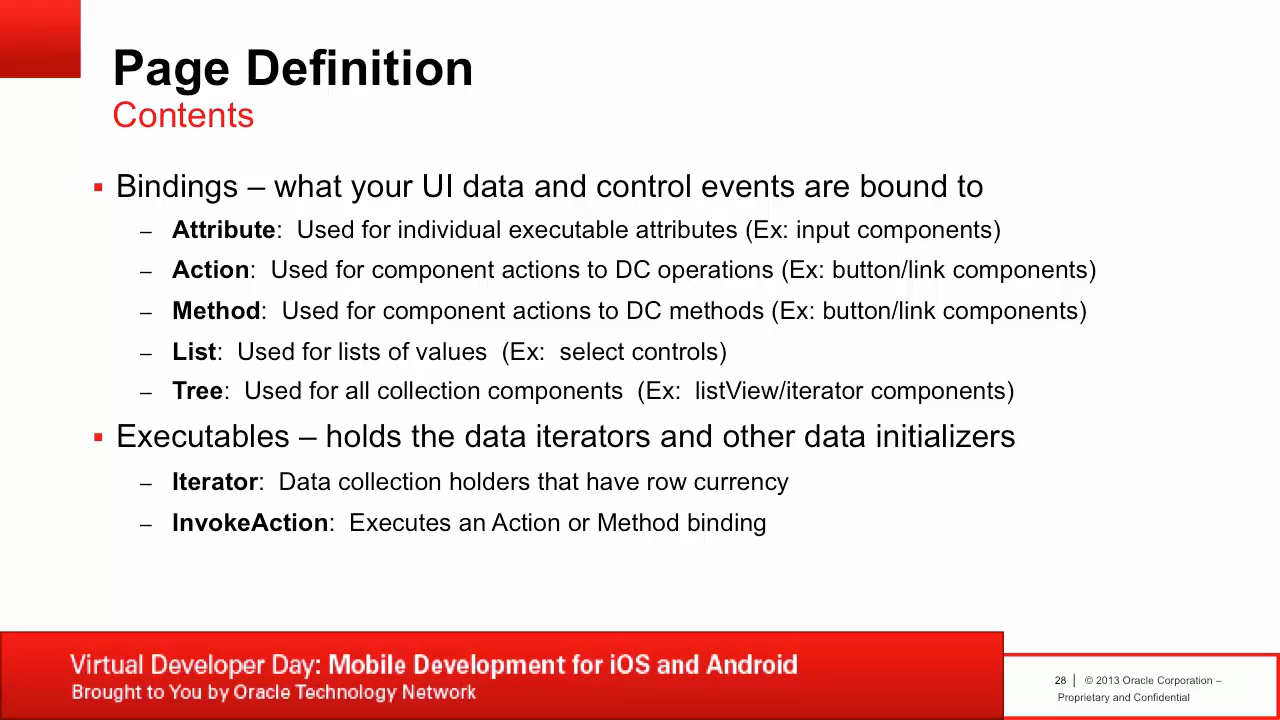 Page Definition
Contents
▪ Bindings – what your UI data and control events are bound to
– Attribute:  Used for individual executable attributes (Ex: input components)
– Action:  Used for component actions to DC operations (Ex: button/link components)
– Method:  Used for component actions to DC methods (Ex: button/link components)
– List:  Used for lists of values  (Ex:  select controls)
– Tree:  Used for all collection components  (Ex:  listView/iterator components)
▪ Executables – holds the data iterators and other data initializers
– Iterator:  Data collection holders that have row currency
– InvokeAction:  Executes an Action or Method binding
Virtual Developer Day: Mobile Development for iOS and Android
Brought to You by Oracle Technology Network
28 | © 2013 Oracle Corporation –
Proprietary and Confidential